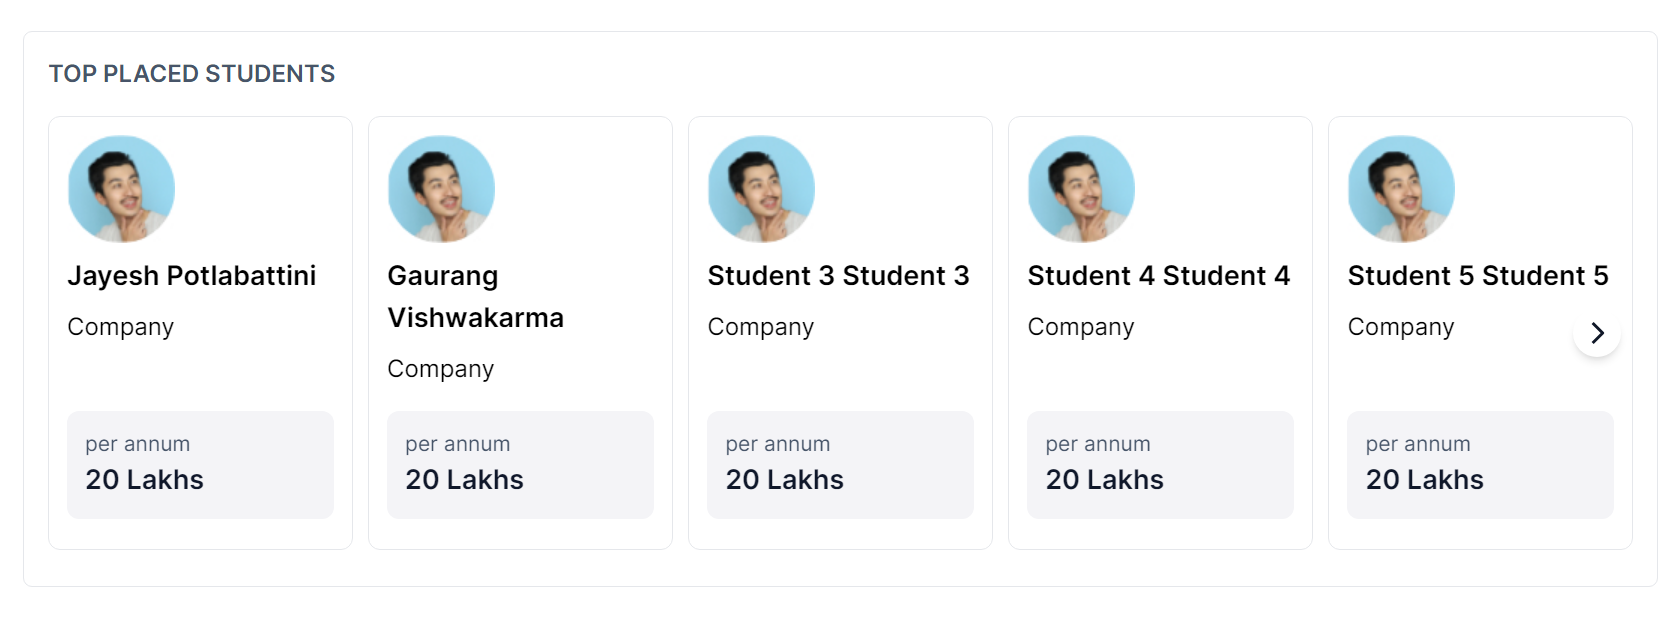 TOP PLACED STUDENTS
Jayesh Potlabattini
Company
per annum
20 Lakhs
Gaurang
Vishwakarma
Company
per annum
20 Lakhs
Student 3 Student 3
Company
per annum
20 Lakhs
Student 4 Student 4
Company
per annum
20 Lakhs
Student 5 Student 5
Company
per annum
20 Lakhs